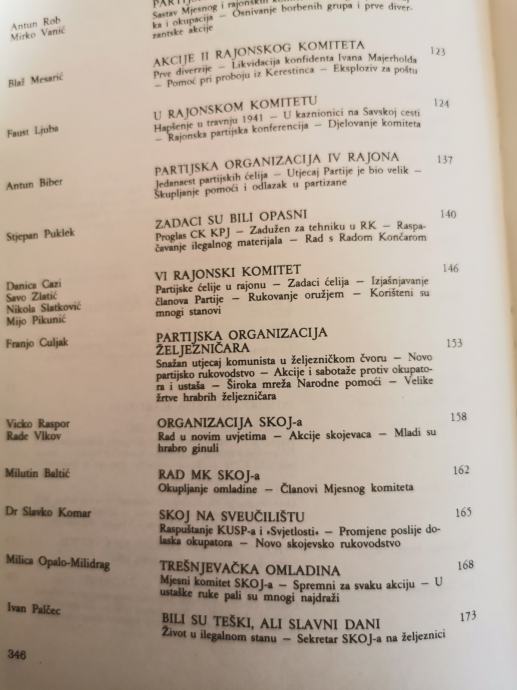 PARTIJ
Antun Rob
Mirko Vanić
Sastav Mjesnog i rajonskih
ka i okupacija — Osnivanje borbenih grupa i prve diver-
zantske akcije
Blaž Mesarić
AKCIJE II RAJONSKOG KOMITETA 123
Prve diverzije — Likvidacija konfidenta Ivana Majerholda
— Pomoć pri proboju iz Kerestinca — Eksploziv za poštu
Faust Ljuba
U RAJONSKOM KOMITETU 124
Hapšenje u travnju 1941 — U kaznionici na Savskoj cesti
— Rajonska partijska konferencija — Djelovanje komiteta
Antun Biber
PARTIJSKA ORGANIZACIJA IV RAJONA 137
Jedanaest partijskih ćelija — Utjecaj Partije je bio velik —
Skupljanje pomoći i odlazak u partizane
Stjepan Puklek
ZADACI SU BILI OPASNI 140
Proglas CK KPJ — Zadužen za tehniku u RK — Raspa-
čavanje ilegalnog materijala — Rad s Radom Končarom
Danica Cazi
Savo Zlatić
Nikola Slatković
Mijo Pikunić
VI RAJONSKI KOMITET 146
Partijske ćelije u rajonu — Zadaci ćelija — Izjašnjavanje
članova Partije — Rukovanje oružjem — Korišteni su
mnogi stanovi
Franjo Culjak
PARTIJSKA ORGANIZACIJA
ŽELJEZNIČARA 153
Snažan utjecaj komunista u željezničkom čvoru — Novo
partijsko rukovodstvo — Akcije i sabotaže protiv okupato-
ra i ustaša — Široka mreža Narodne pomoći — Velike
žrtve hrabrih željezničara
Vicko Raspor
Rade Vlkov
ORGANIZACIJA SKOJ-a 158
Rad u novim uvjetima — Akcije skojevaca — Mladi su
hrabro ginuli
Milutin Baltić
RAD MK SKOJ-a 162
Okupljanje omladine — Članovi Mjesnog komiteta
Dr Slavko Komar
SKOJ NA SVEUČILIŠTU 165
Raspuštanje KUSP-a i »Svjetlosti« — Promjene poslije do-
laska okupatora — Novo skojevsko rukovodstvo
Milica Opalo-Milidrag
TREŠNJEVAČKA OMLADINA 168
Mjesni komitet SKOJ-a — Spremni za svaku akciju — U
ustaške ruke pali su mnogi najdraži
Ivan Palčec
BILI SU TEŠKI, ALI SLAVNI DANI 173
Život u ilegalnom stanu — Sekretar SKOJ-a na željeznici
346